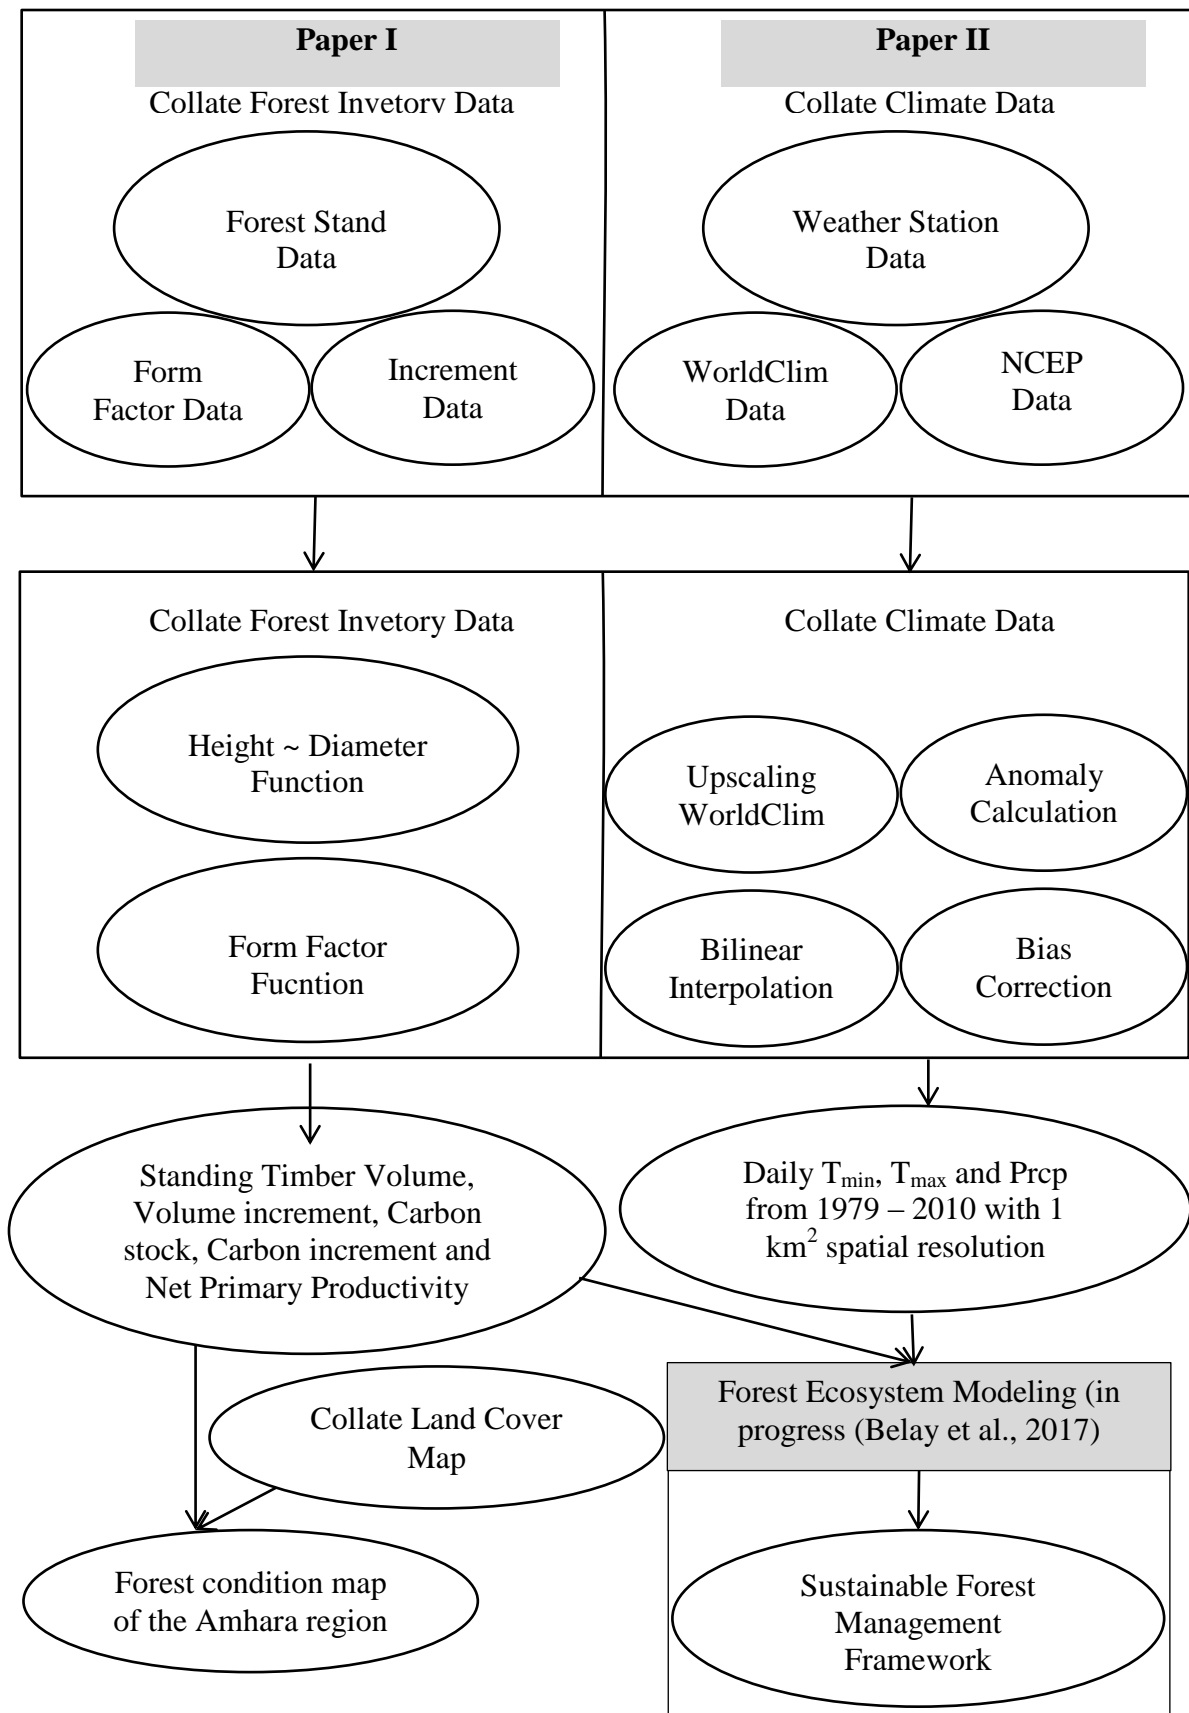 Paper I
Collate Forest Invetory Data
Forest Stand
Data
Form
Factor Data
Increment
Data
Paper II
Collate Climate Data
Weather Station
Data
WorldClim
Data
NCEP
Data
Collate Forest Invetory Data
Height ~ Diameter
Function
Form Factor
Fucntion
Collate Climate Data
Upscaling
WorldClim
Anomaly
Calculation
Bilinear
Interpolation
Bias
Correction
Standing Timber Volume,
Volume increment, Carbon
stock, Carbon increment and
Net Primary Productivity
Daily Tmin, Tmax and Prcp
from 1979 – 2010 with 1
km² spatial resolution
Collate Land Cover
Map
Forest Ecosystem Modeling (in
progress (Belay et al., 2017)
Forest condition map
of the Amhara region
Sustainable Forest
Management
Framework